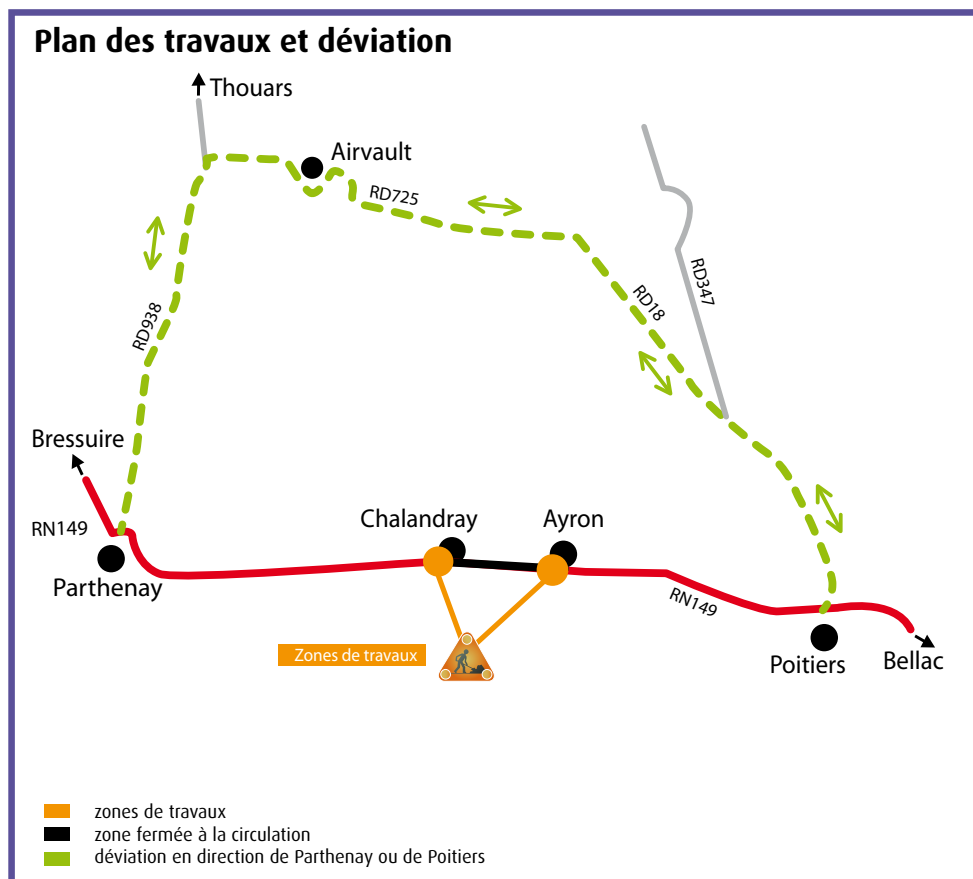 Plan des travaux et déviation
Thouars
Airvault
RD725
RD347
RD18
RD938
Bressuire
RN149
Chalandray
Ayron
Parthenay
RN149
Zones de travaux
Poitiers
Bellac
zones de travaux
zone fermée à la circulation
déviation en direction de Parthenay ou de Poitiers